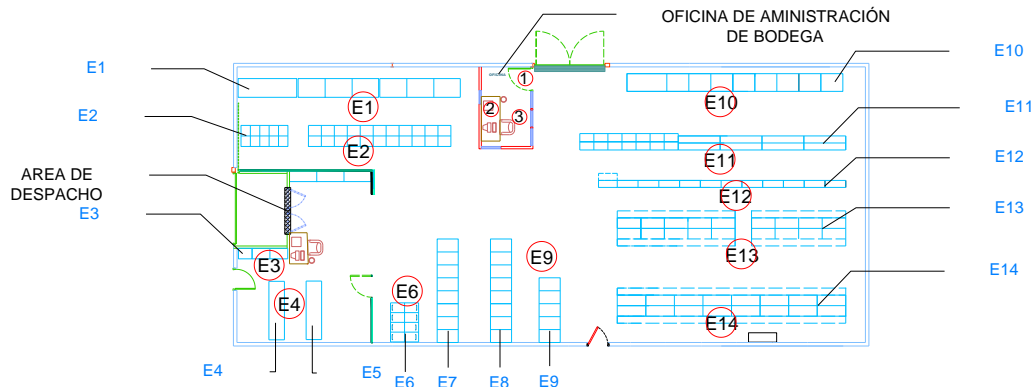 OFICINA DE AMINISTRACIÓN
DE BODEGA
E10
E1
OFICINA
1
E10
2
E1
3
E11
E2
E2
E11
E12
AREA DE
DESPACHO
E12
E3
E13
E13
E3
E9
E14
E6
E4
E14
E4
E5
E6
E7
E8
E9